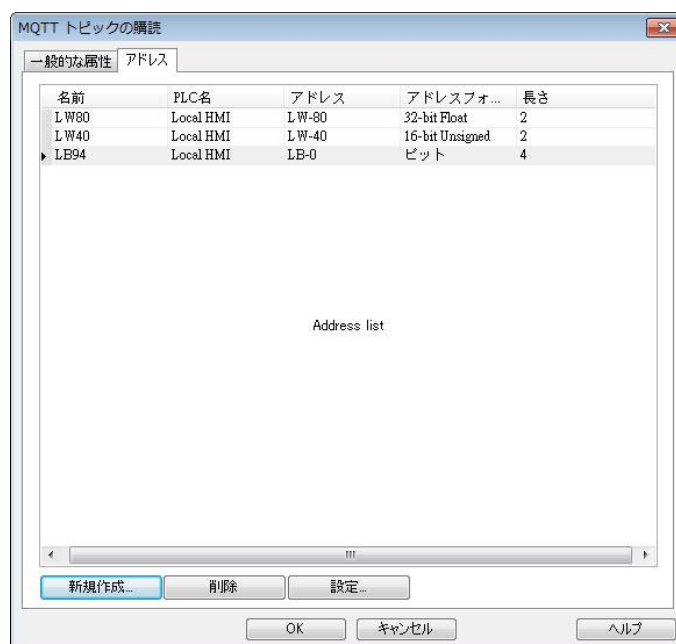 MQTT トピックの購読
一般的な属性 アドレス
名前 PLC名 アドレス アドレスフォ... 長さ
LW80 Local HMI LW-80 32-bit Float 2
LW40 Local HMI LW-40 16-bit Unsigned 2
LB94 Local HMI LB-0 ビット 4
Address list
新規作成... 削除 設定...
OK キャンセル ヘルプ